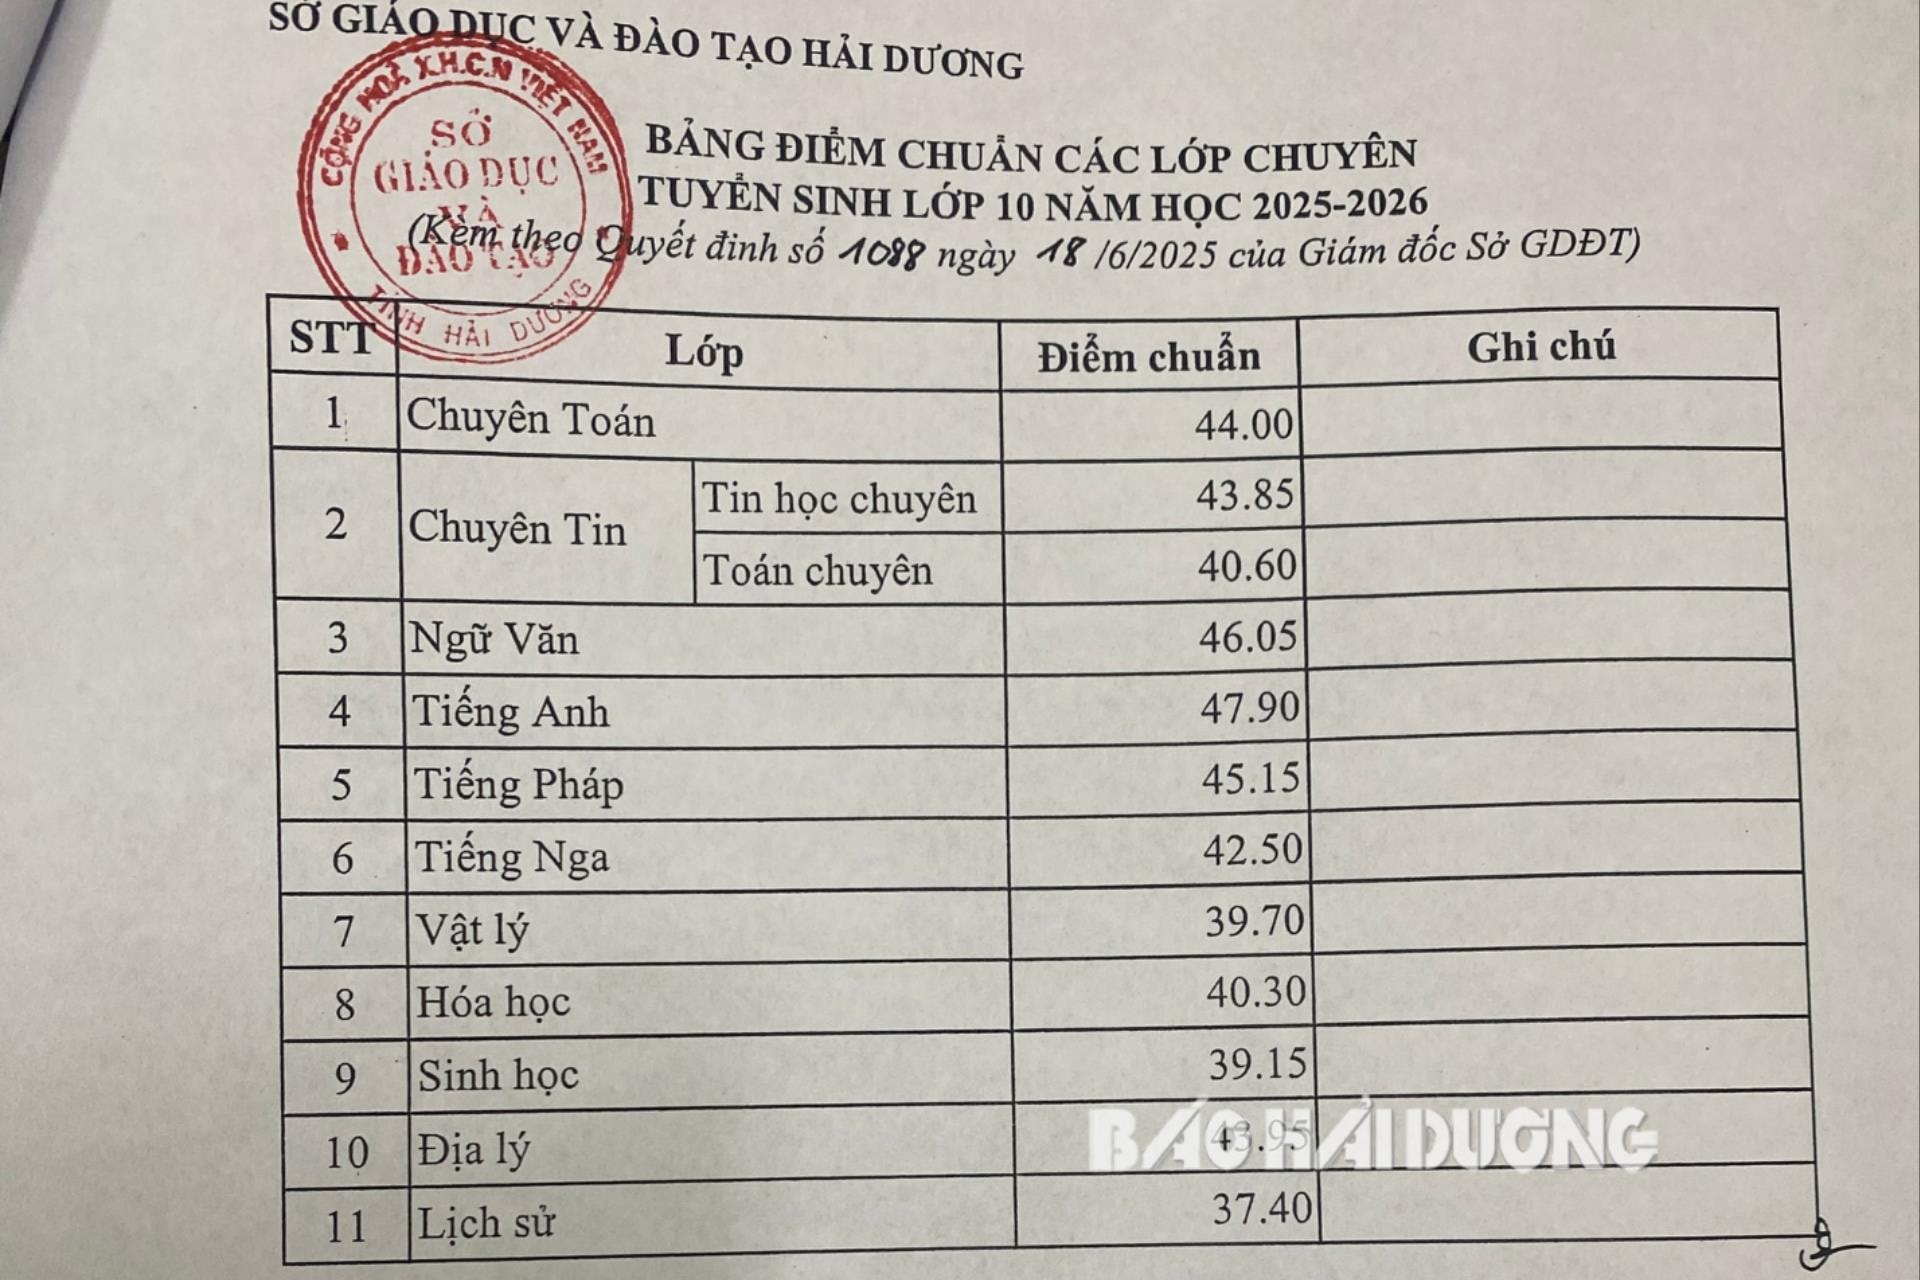 SỞ GIÁO DỤC VÀ ĐÀO TẠO HẢI DƯƠNG
CỘNG HOÀ X.H.C.N VIỆT NAM
SỞ
GIÁO DỤC
VÀ
ĐÀO TẠO
TỈNH HẢI DƯƠNG
BẢNG ĐIỂM CHUẨN CÁC LỚP CHUYÊN
TUYỂN SINH LỚP 10 NĂM HỌC 2025-2026
(Kèm theo Quyết đinh số 1088 ngày 18 /6/2025 của Giám đốc Sở GDĐT)
STT Lớp Điểm chuẩn Ghi chú
1 Chuyên Toán 44.00
2 Chuyên Tin Tin học chuyên 43.85
Toán chuyên 40.60
3 Ngữ Văn 46.05
4 Tiếng Anh 47.90
5 Tiếng Pháp 45.15
6 Tiếng Nga 42.50
7 Vật lý 39.70
8 Hóa học 40.30
9 Sinh học 39.15
10 Địa lý 43.95
BÁO HẢI DƯƠNG
11 Lịch sử 37.40